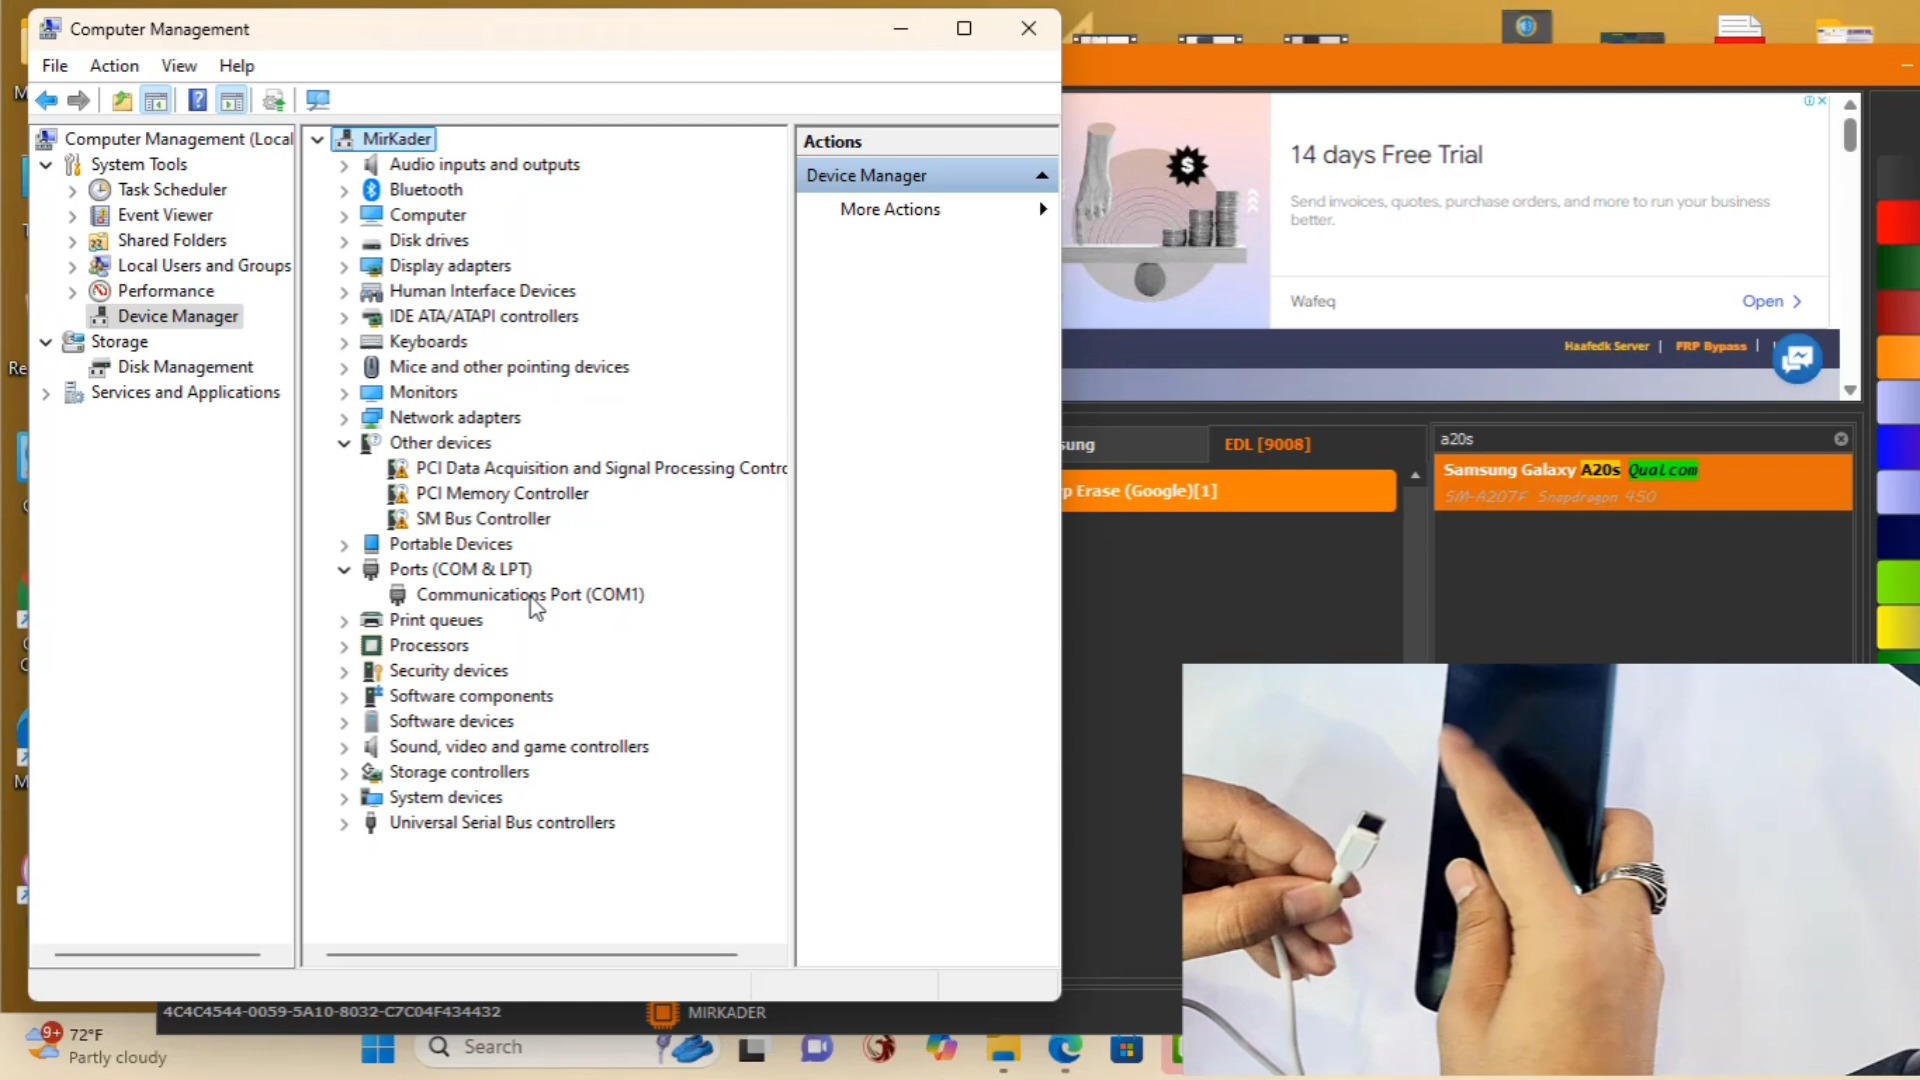 Computer Management
File Action View Help
Computer Management (Local
System Tools
Task Scheduler
Event Viewer
Shared Folders
Local Users and Groups
Performance
Device Manager
Storage
Disk Management
Services and Applications
MirKader
Audio inputs and outputs
Bluetooth
Computer
Disk drives
Display adapters
Human Interface Devices
IDE ATA/ATAPI controllers
Keyboards
Mice and other pointing devices
Monitors
Network adapters
Other devices
PCI Data Acquisition and Signal Processing Contro
PCI Memory Controller
SM Bus Controller
Portable Devices
Ports (COM & LPT)
Communications Port (COM1)
Print queues
Processors
Security devices
Software components
Software devices
Sound, video and game controllers
Storage controllers
System devices
Universal Serial Bus controllers
Actions
Device Manager
More Actions
14 days Free Trial
Send invoices, quotes, purchase orders, and more to run your business
better.
Wafeq
Open
Haafedk Server | FRP Bypass |
sung
EDL [9008]
a20s
rp Erase (Google)[1]
Samsung Galaxy A20s Qualcom
SM-A207F Snapdragon 450
4C4C4544-0059-5A10-8032-C7C04F434432
MIRKADER
9+
72°F
Partly cloudy
Search